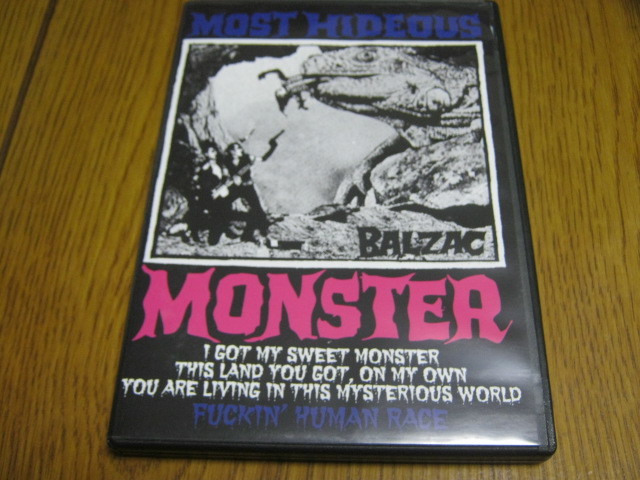 MOST HIDEOUS
BALZAC
MONSTER
I GOT MY SWEET MONSTER
THIS LAND YOU GOT, ON MY OWN
YOU ARE LIVING IN THIS MYSTERIOUS WORLD
FUCKIN' HUMAN RACE